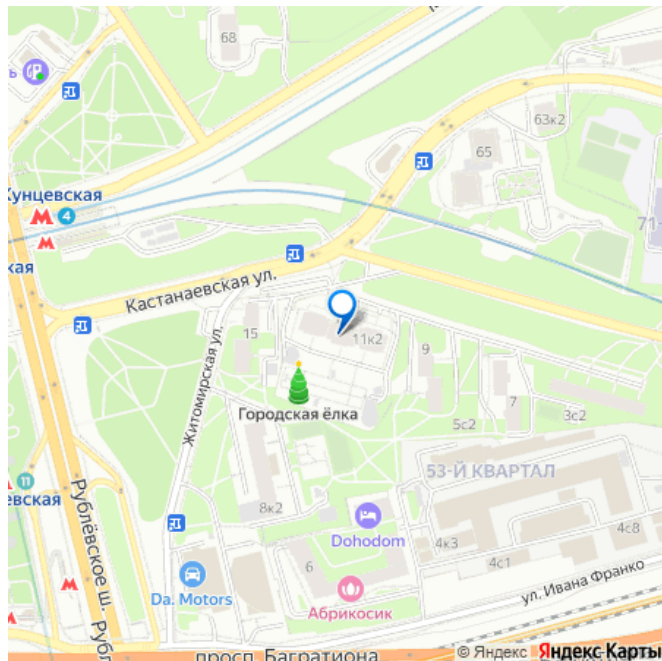 68
63к2
65
Кунцевская
4
71
ская
Кастанаевская ул.
15
11к2
9
Житомирская ул.
7
Городская ёлка
5с2
3с2
53-Й КВАРТАЛ
11
евская
Рублёвское ш.
8к2
Dohodom
4к3
4с8
4с1
6
ул. Ивана Франко
Da. Motors
Абрикосик
просп. Багратиона
© Яндекс Яндекс Карты